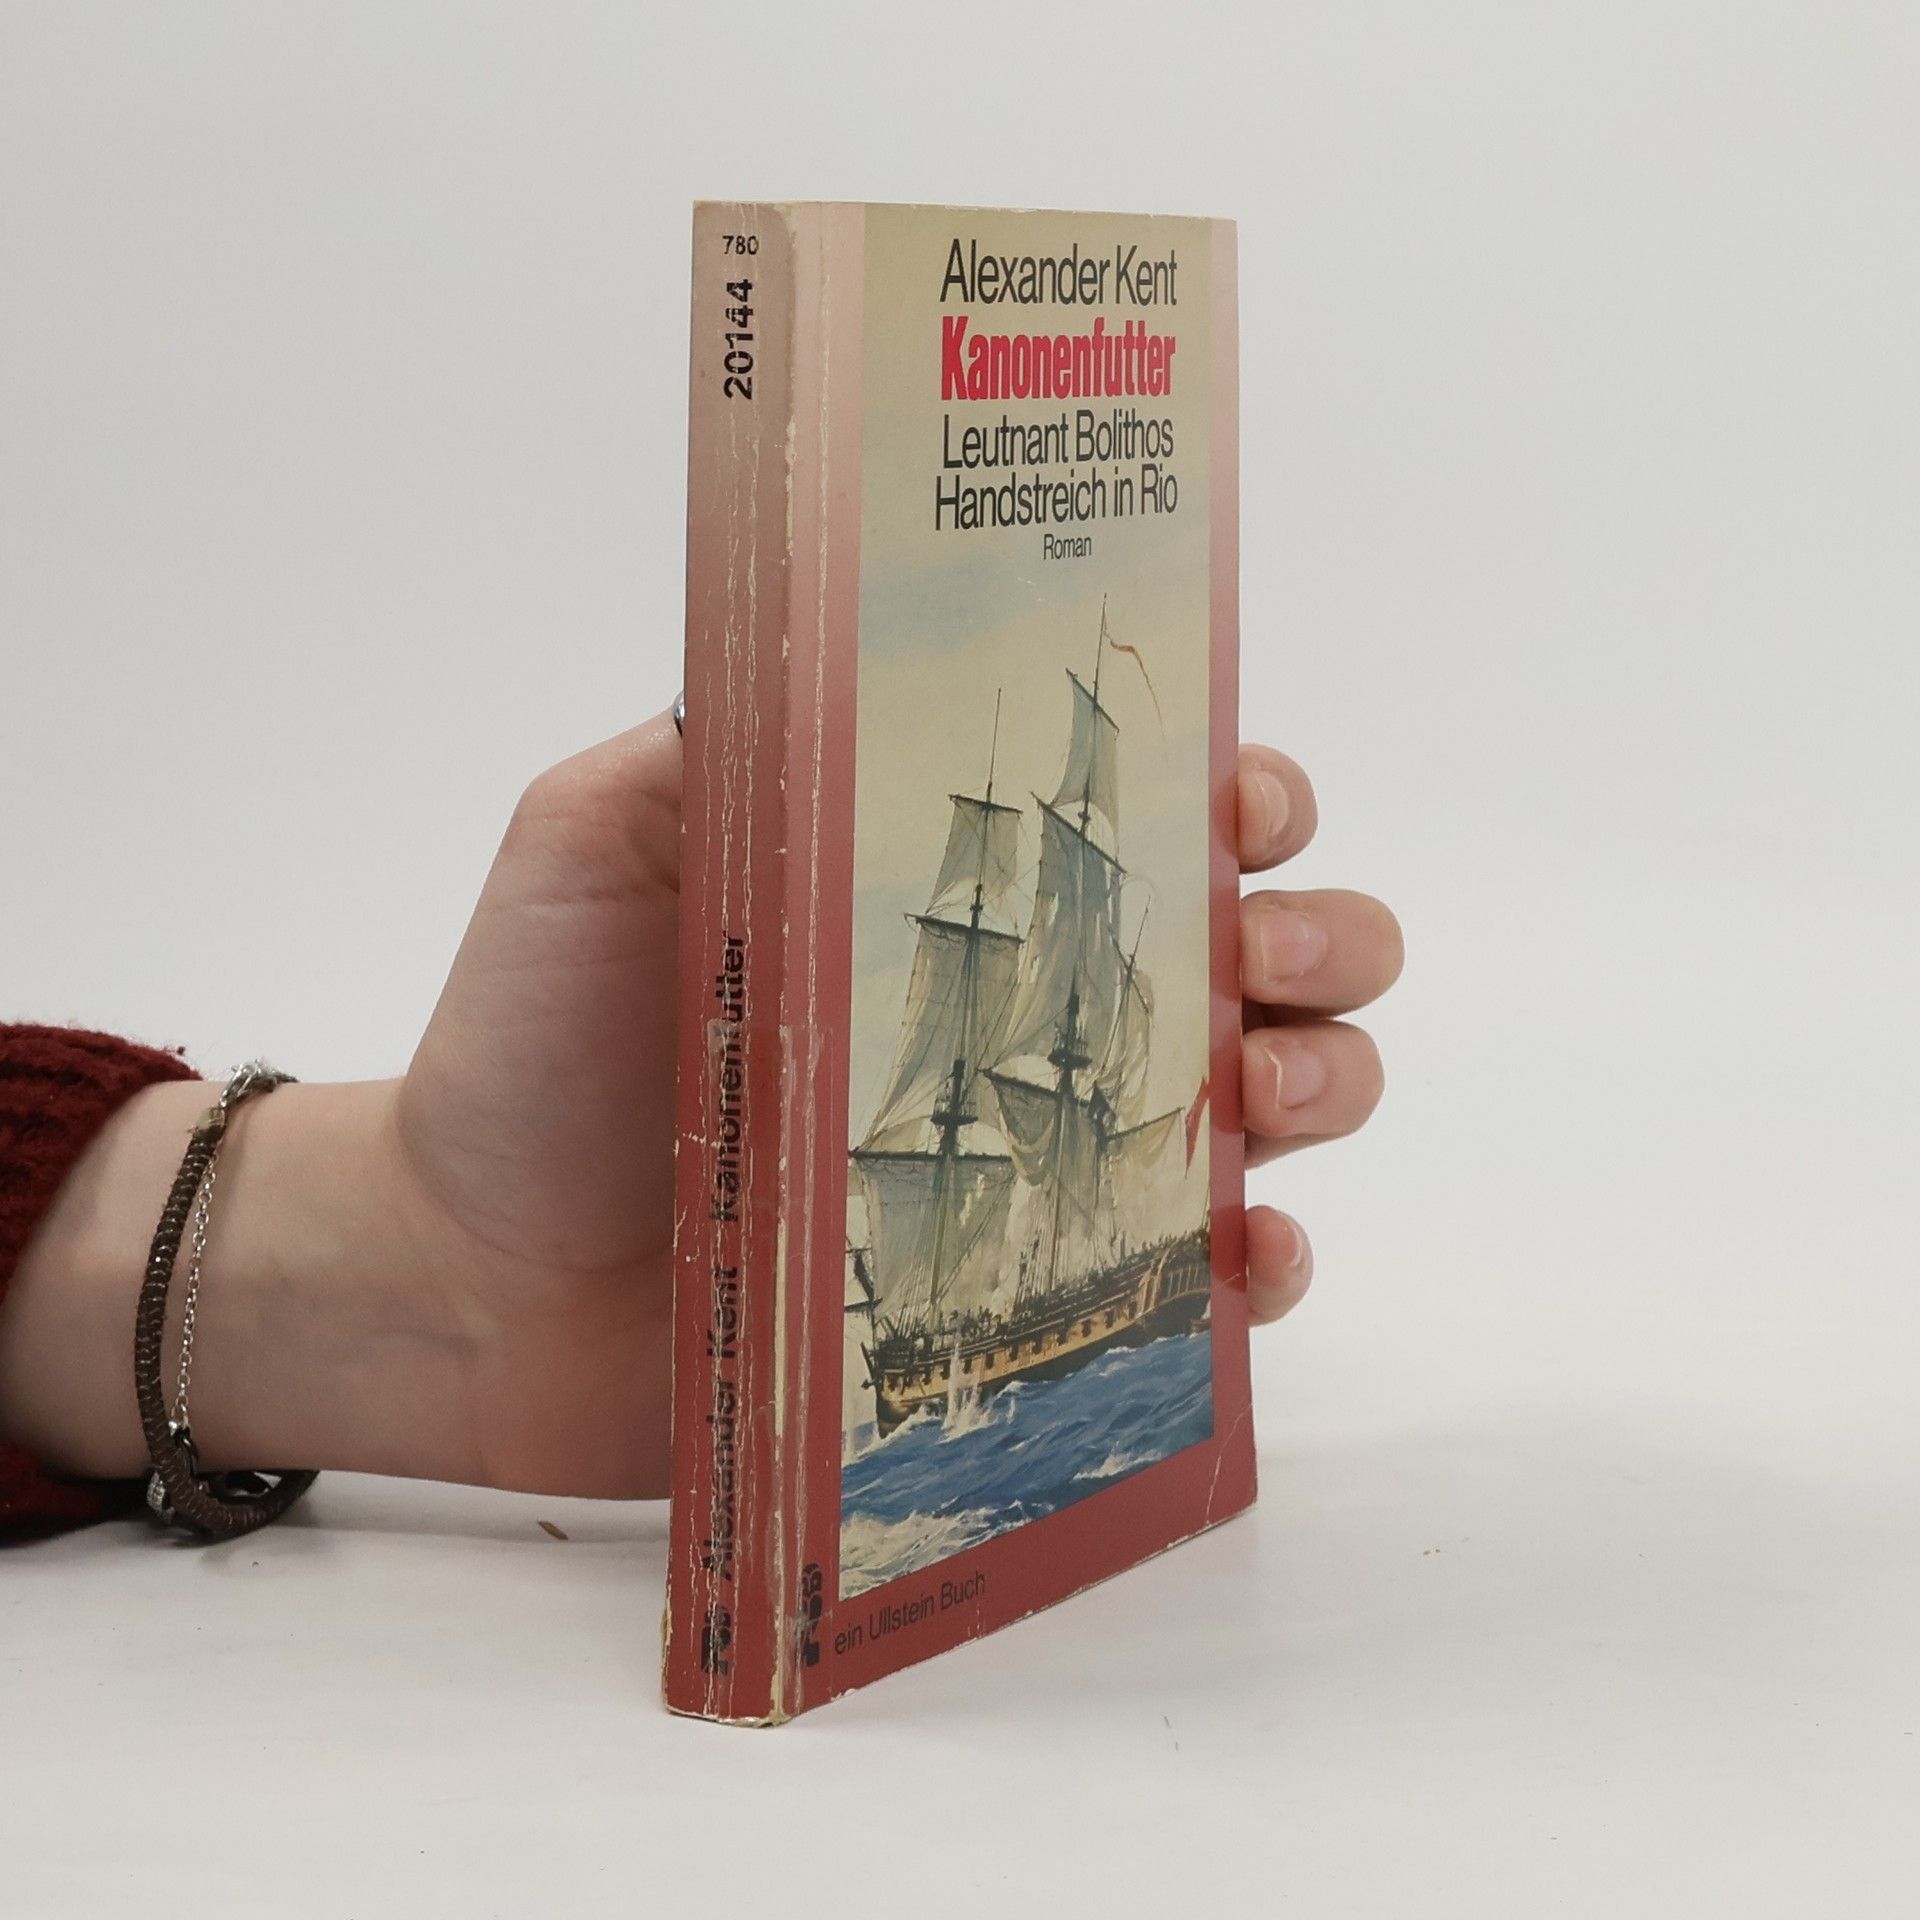 780
20144
Alexander Kent Kanonenfutter
Alexander Kent
Kanonenfutter
Leutnant Bolithos
Handstreich in Rio
Roman
ein Ullstein Buch